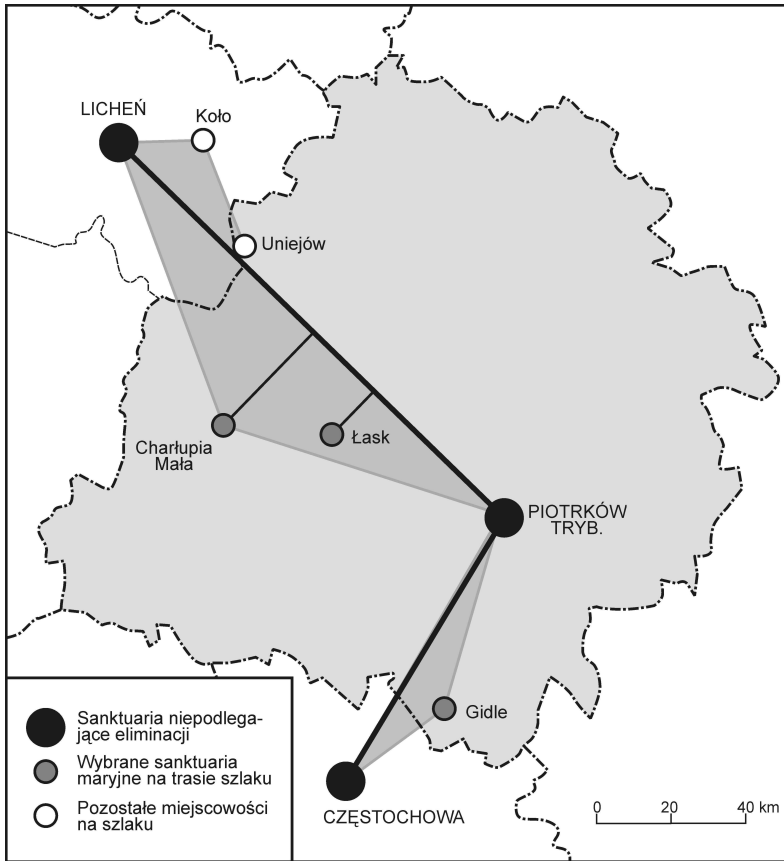 LICHEŃ
Koło
Uniejów
Charłupia
Mała
Łask
PIOTRKÓW
TRYB.
Gidle
CZĘSTOCHOWA
Sanktuaria niepodlega-
jące eliminacji
Wybrane sanktuaria
maryjne na trasie szlaku
Pozostałe miejscowości
na szlaku
0 20 40 km